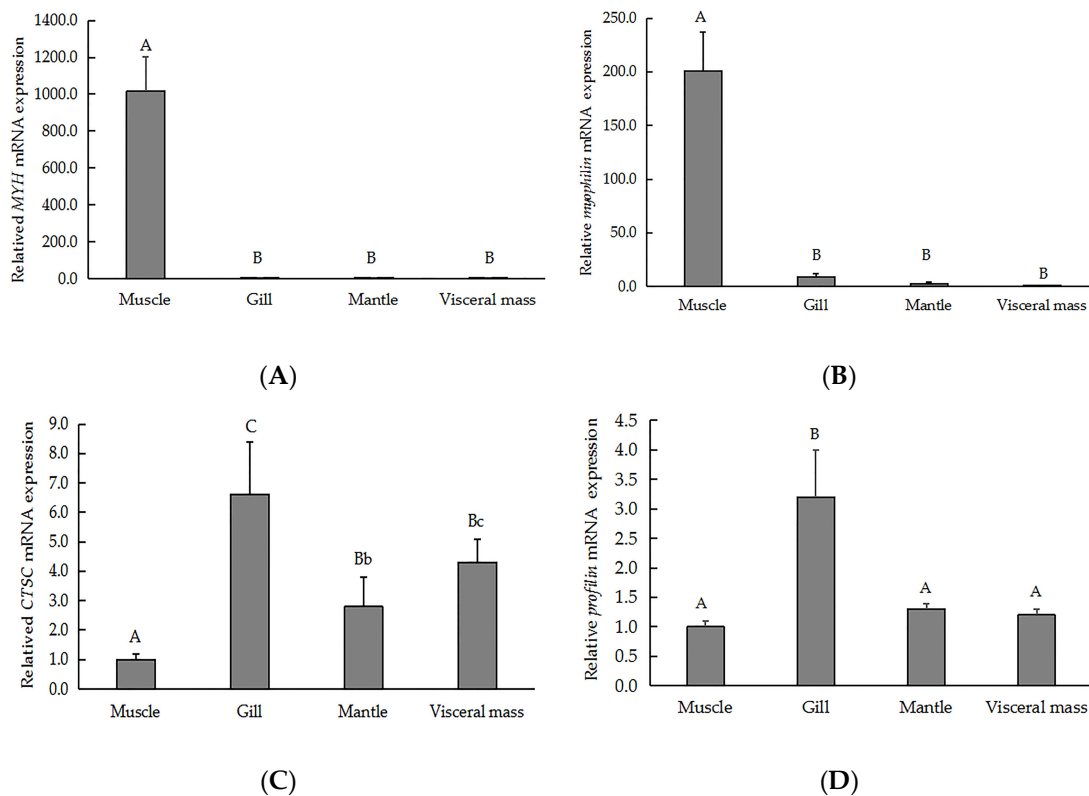 Relatived MYH mRNA expression
1400.0
1200.0
1000.0
800.0
600.0
400.0
200.0
0.0
A
B
B
B
Muscle
Gill
Mantle
Visceral mass
(A)
Relative myophilin mRNA expression
250.0
200.0
150.0
100.0
50.0
0.0
A
B
B
B
Muscle
Gill
Mantle
Visceral mass
(B)
Relatived CTSC mRNA expression
9.0
8.0
7.0
6.0
5.0
4.0
3.0
2.0
1.0
0.0
A
C
Bb
Bc
Muscle
Gill
Mantle
Visceral mass
(C)
Relative profilin mRNA expression
4.5
4.0
3.5
3.0
2.5
2.0
1.5
1.0
0.5
0.0
A
B
A
A
Muscle
Gill
Mantle
Visceral mass
(D)